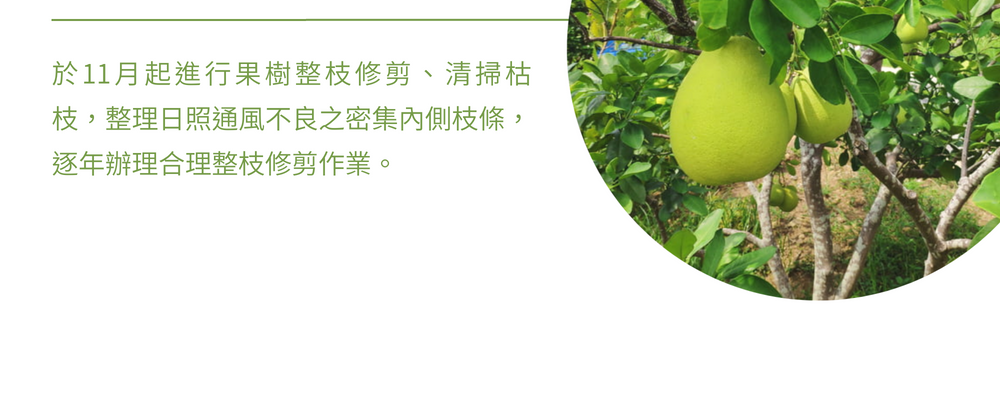 於11月起進行果樹整枝修剪、清掃枯
枝，整理日照通風不良之密集內側枝條，
逐年辦理合理整枝修剪作業。